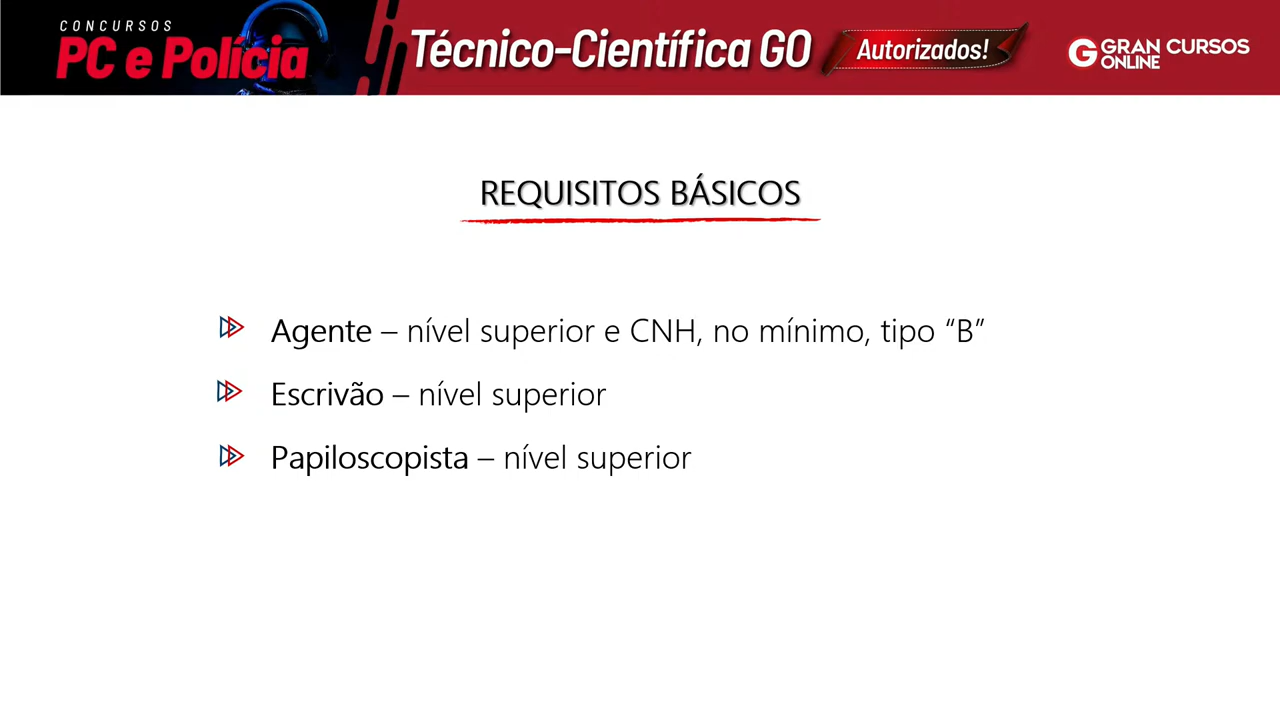 CONCURSOS
PC e Polícia Técnico-Científica GO Autorizados!
GRAN CURSOS
ONLINE
REQUISITOS BÁSICOS
Agente – nível superior e CNH, no mínimo, tipo “B”
Escrivão – nível superior
Papiloscopista – nível superior